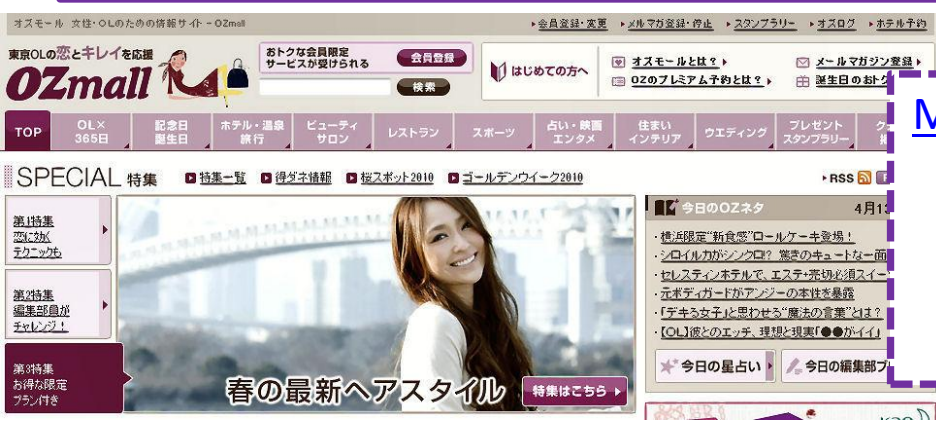 オズモール 女性・OLのための情報サイト - OZmall
会員登録・変更 メルマガ登録・停止 スタンプラリー オズログ ホテル予約
東京OLの恋とキレイを応援
OZmall
おトクな会員限定
サービスが受けられる
会員登録
検索
はじめての方へ
オズモールとは?
OZのプレミアム予約とは?
メールマガジン登録
誕生日のおトク
TOP
OL×
365日
記念日
誕生日
ホテル・温泉
旅行
ビューティ
サロン
レストラン
スポーツ
占い・映画
エンタメ
住まい
インテリア
ウエディング
プレゼント
スタンプラリー
SPECIAL 特集
特集一覧 得ダネ情報 桜スポット2010 ゴールデンウイーク2010
RSS
第1特集
恋に効く
テクニックも
第2特集
編集部員が
チャレンジ!
第3特集
お得な限定
プラン付き
春の最新ヘアスタイル
特集はこちら
今日のOZネタ 4月13
・横浜限定“新食感”ロールケーキ登場!
・シロイルカがシンクロ!? 驚きのキュートな一面
・セレスティンホテルで、エステ+売切必須スイー
・元ボディガードがアンジーの本性を暴露
・「デキる女子」と思わせる“魔法の言葉”とは?
・【OL】彼とのエッチ、理想と現実「●●がイイ」
今日の星占い
今日の編集部ブ